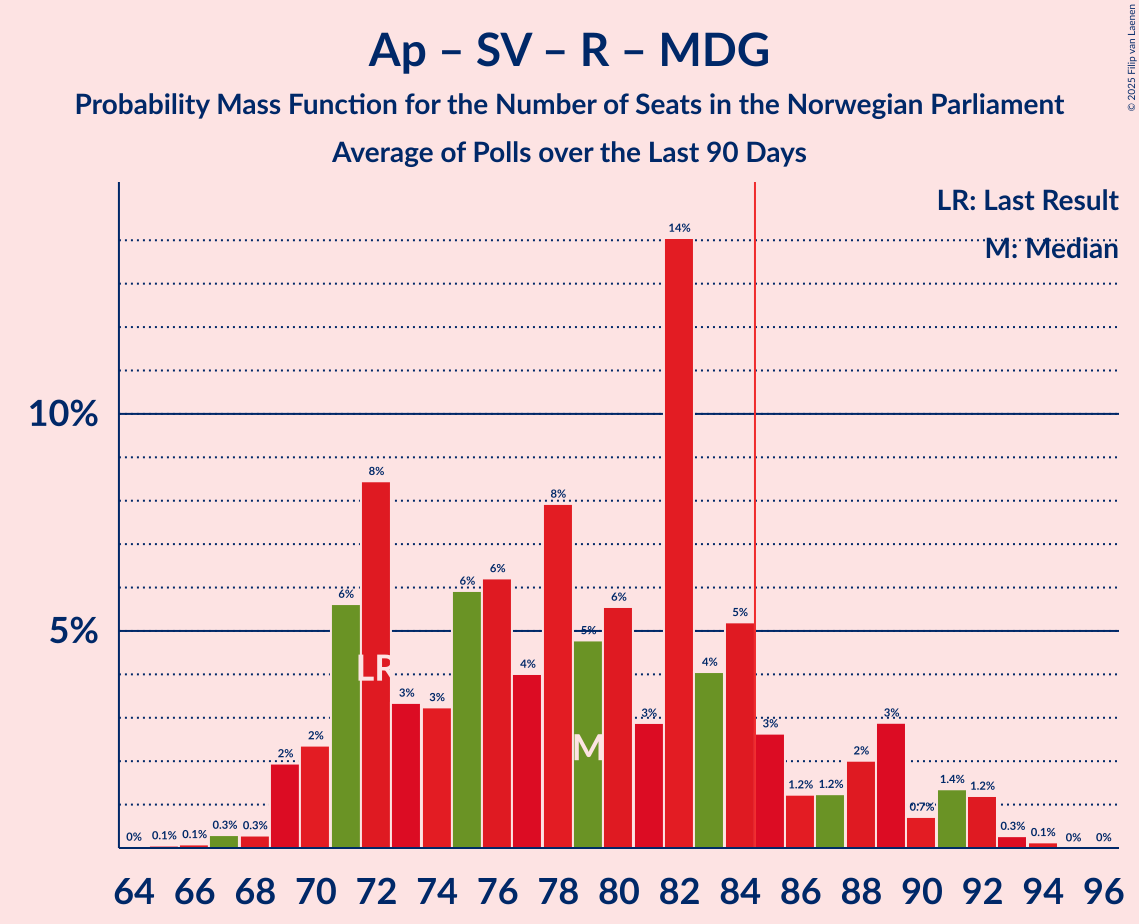 Ap – SV – R – MDG
Probability Mass Function for the Number of Seats in the Norwegian Parliament
Average of Polls over the Last 90 Days
© 2025 Filip van Laenen
LR: Last Result
M: Median
10%
5%
0% 0.1% 0.1% 0.3% 0.3% 2% 2% 6% 8% 3% 3% 6% 6% 4% 8% 5% 6% 3% 14% 4% 5% 3% 1.2% 1.2% 2% 3% 0.7% 1.4% 1.2% 0.3% 0.1% 0% 0%
LR
M
64 66 68 70 72 74 76 78 80 82 84 86 88 90 92 94 96